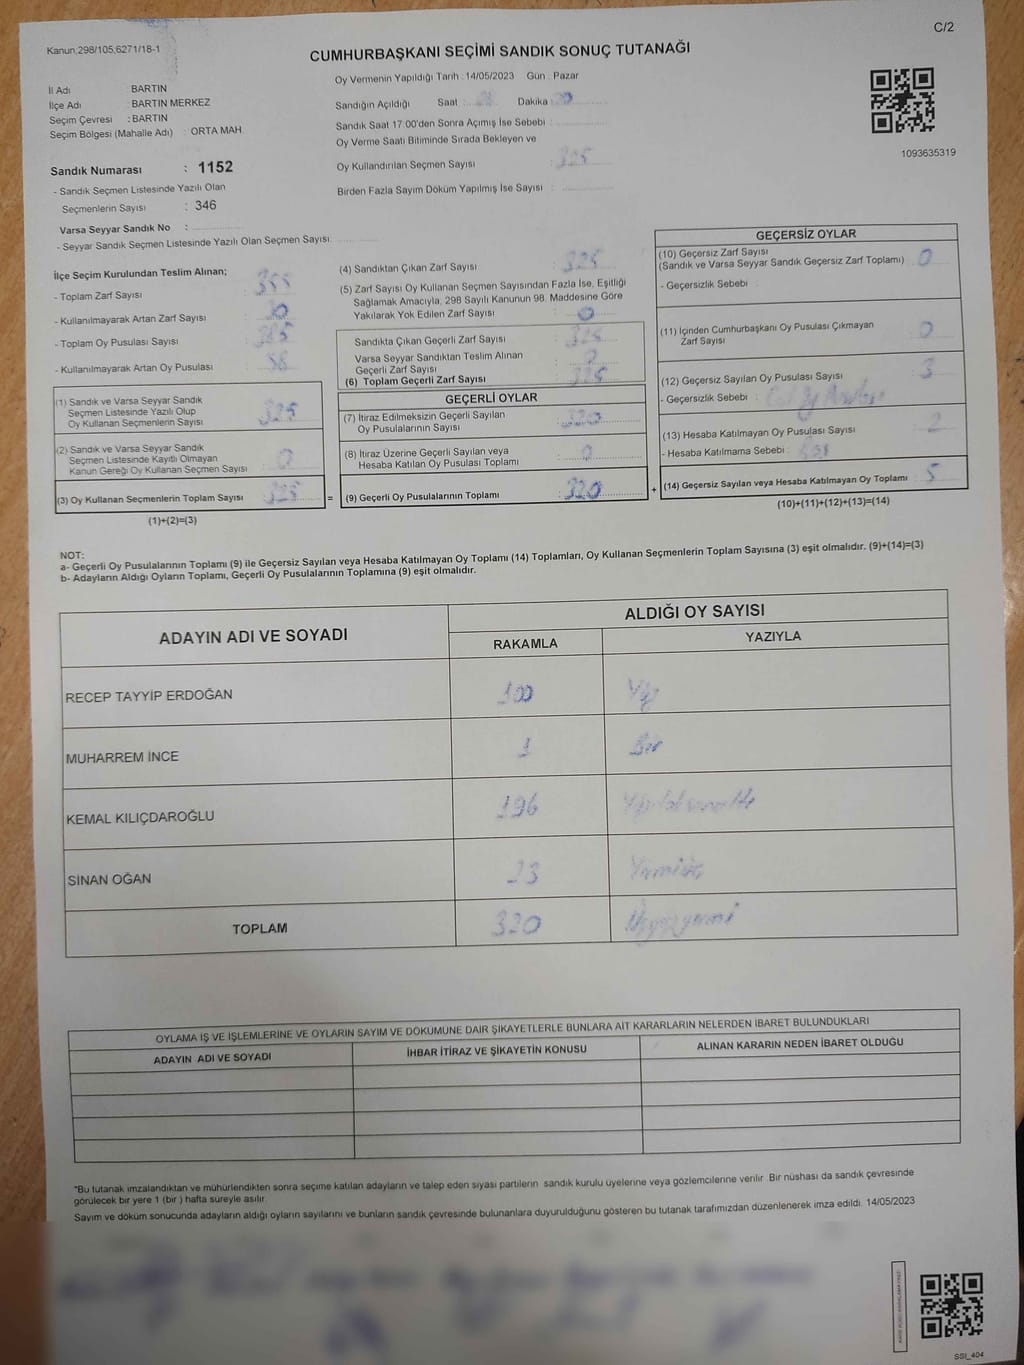 C/2
Kanun,298/105,6271/18-1
CUMHURBAŞKANI SEÇİMİ SANDIK SONUÇ TUTANAĞI
Oy Vermenin Yapıldığı Tarih : 14/05/2023 Gün : Pazar
İl Adı BARTIN
İlçe Adı : BARTIN MERKEZ
Seçim Çevresi : BARTIN
Seçim Bölgesi (Mahalle Adı) : ORTA MAH.
Sandığın Açıldığı Saat : Dakika :
Sandık Saat 17:00'den Sonra Açımış İse Sebebi :
Oy Verme Saati Bitiminde Sırada Bekleyen ve
Oy Kullandırılan Seçmen Sayısı : 325
Birden Fazla Sayım Döküm Yapılmış İse Sayısı :
1093635319
Sandık Numarası : 1152
- Sandık Seçmen Listesinde Yazılı Olan
Seçmenlerin Sayısı : 346
Varsa Seyyar Sandık No :
- Seyyar Sandık Seçmen Listesinde Yazılı Olan Seçmen Sayısı:
İlçe Seçim Kurulundan Teslim Alınan;
- Toplam Zarf Sayısı : 355
- Kullanılmayarak Artan Zarf Sayısı : 30
- Toplam Oy Pusulası Sayısı : 385
- Kullanılmayarak Artan Oy Pusulası :
(1) Sandık ve Varsa Seyyar Sandık
Seçmen Listesinde Yazılı Olup
Oy Kullanan Seçmenlerin Sayısı : 325
(2) Sandık ve Varsa Seyyar Sandık
Seçmen Listesinde Kayıtlı Olmayan
Kanun Gereği Oy Kullanan Seçmen Sayısı : 0
(3) Oy Kullanan Seçmenlerin Toplam Sayısı : 325
(1)+(2)=(3)
(4) Sandıktan Çıkan Zarf Sayısı : 325
(5) Zarf Sayısı Oy Kullanan Seçmen Sayısından Fazla İse, Eşitliği
Sağlamak Amacıyla, 298 Sayılı Kanunun 98. Maddesine Göre
Yakılarak Yok Edilen Zarf Sayısı : 0
Sandıkta Çıkan Geçerli Zarf Sayısı : 325
Varsa Seyyar Sandıktan Teslim Alınan
Geçerli Zarf Sayısı : 0
(6) Toplam Geçerli Zarf Sayısı : 325
GEÇERLİ OYLAR
(7) İtiraz Edilmeksizin Geçerli Sayılan
Oy Pusulalarının Sayısı : 320
(8) İtiraz Üzerine Geçerli Sayılan veya
Hesaba Katılan Oy Pusulası Toplamı : 0
= (9) Geçerli Oy Pusulalarının Toplamı : 320 +
GEÇERSİZ OYLAR
(10) Geçersiz Zarf Sayısı
(Sandık ve Varsa Seyyar Sandık Geçersiz Zarf Toplamı) : 0
- Geçersizlik Sebebi :
(11) İçinden Cumhurbaşkanı Oy Pusulası Çıkmayan
Zarf Sayısı : 0
(12) Geçersiz Sayılan Oy Pusulası Sayısı : 3
- Geçersizlik Sebebi :
(13) Hesaba Katılmayan Oy Pusulası Sayısı : 2
- Hesaba Katılmama Sebebi :
(14) Geçersiz Sayılan veya Hesaba Katılmayan Oy Toplamı : 5
(10)+(11)+(12)+(13)=(14)
NOT:
a- Geçerli Oy Pusulalarının Toplamı (9) ile Geçersiz Sayılan veya Hesaba Katılmayan Oy Toplamı (14) Toplamları, Oy Kullanan Seçmenlerin Toplam Sayısına (3) eşit olmalıdır. (9)+(14)=(3)
b- Adayların Aldığı Oyların Toplamı, Geçerli Oy Pusulalarının Toplamına (9) eşit olmalıdır.
ADAYIN ADI VE SOYADI ALDIĞI OY SAYISI
RAKAMLA YAZIYLA
RECEP TAYYİP ERDOĞAN 100 Yüz
MUHARREM İNCE 1 Bir
KEMAL KILIÇDAROĞLU 196
SİNAN OĞAN 23
TOPLAM 320 Üçyüzyirmi
OYLAMA İŞ VE İŞLEMLERİNE VE OYLARIN SAYIM VE DÖKÜMÜNE DAİR ŞİKAYETLERLE BUNLARA AİT KARARLARIN NELERDEN İBARET BULUNDUKLARI
ADAYIN ADI VE SOYADI İHBAR İTİRAZ VE ŞİKAYETİN KONUSU ALINAN KARARIN NEDEN İBARET OLDUĞU
*Bu tutanak imzalandıktan ve mühürlendikten sonra seçime katılan adayların ve talep eden siyasi partilerin sandık kurulu üyelerine veya gözlemcilerine verilir. Bir nüshası da sandık çevresinde
görülecek bir yere 1 (bir) hafta süreyle asılır.
Sayım ve döküm sonucunda adayların aldığı oyların sayılarını ve bunların sandık çevresinde bulunanlara duyurulduğunu gösteren bu tutanak tarafımızdan düzenlenerek imza edildi. 14/05/2023
SSI_404